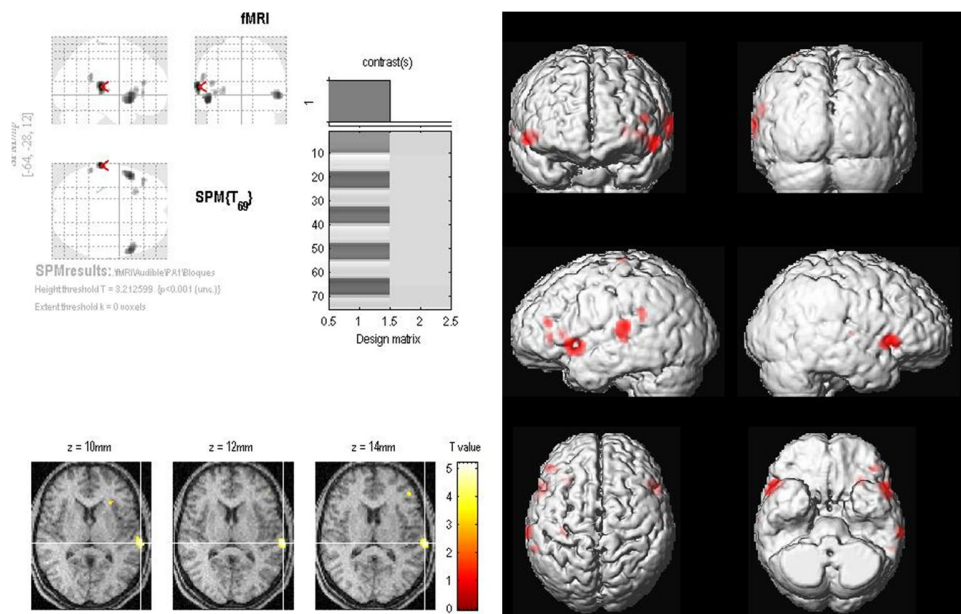 fMRI
contrast(s)
1
[-64, -28, 12]
10
20
30
40
50
60
70
0.5 1 1.5 2 2.5
Design matrix
SPM{T69}
SPMresults: .\fMRI\Audible\PA1\Bloques
Height threshold T = 3.212599 {p<0.001 (unc.)}
Extent threshold k = 0 voxels
z = 10mm
z = 12mm
z = 14mm
T value
5
4
3
2
1
0